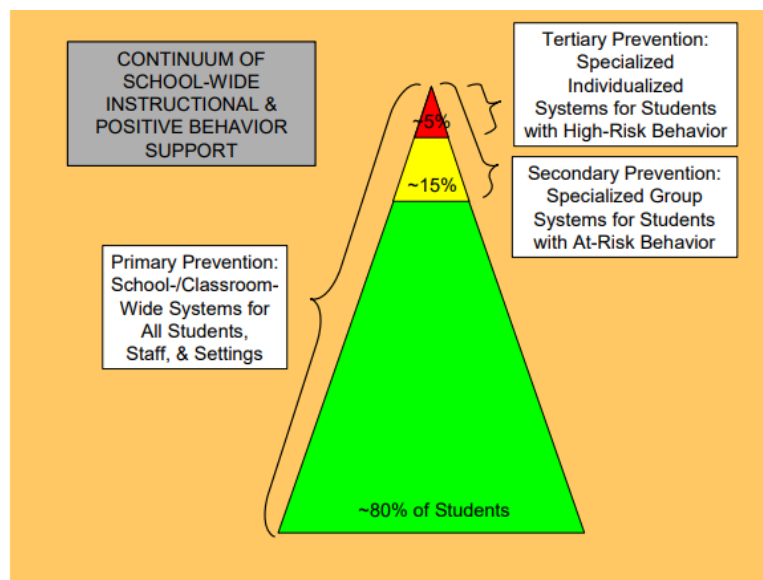 CONTINUUM OF
SCHOOL-WIDE
INSTRUCTIONAL &
POSITIVE BEHAVIOR
SUPPORT
Tertiary Prevention:
Specialized
Individualized
Systems for Students
with High-Risk Behavior
~5%
Secondary Prevention:
Specialized Group
Systems for Students
with At-Risk Behavior
~15%
Primary Prevention:
School-/Classroom-
Wide Systems for
All Students,
Staff, & Settings
~80% of Students